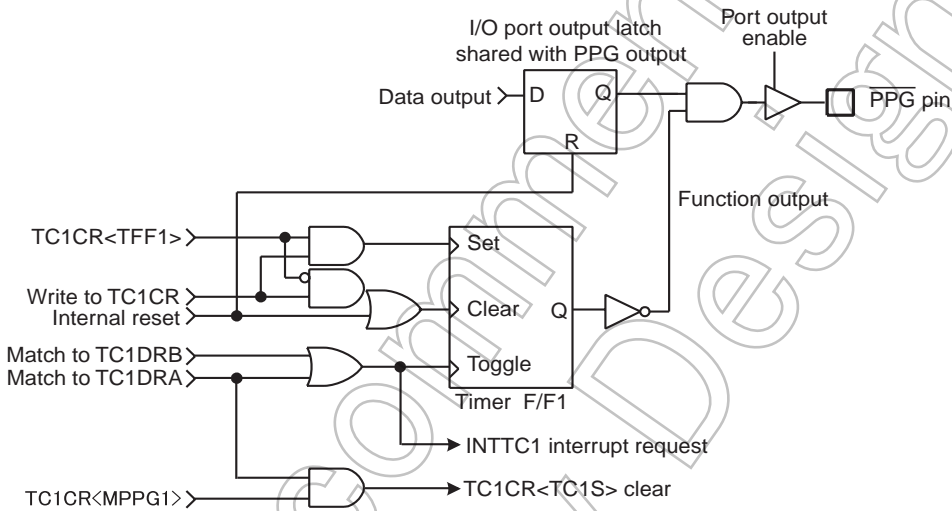 I/O port output latch
shared with PPG output
Port output
enable
Data output
D
Q
R
PPG pin
Function output
TC1CR<TFF1>
Set
Write to TC1CR
Internal reset
Clear
Q
Match to TC1DRB
Match to TC1DRA
Toggle
Timer F/F1
INTTC1 interrupt request
TC1CR<MPPG1>
TC1CR<TC1S> clear